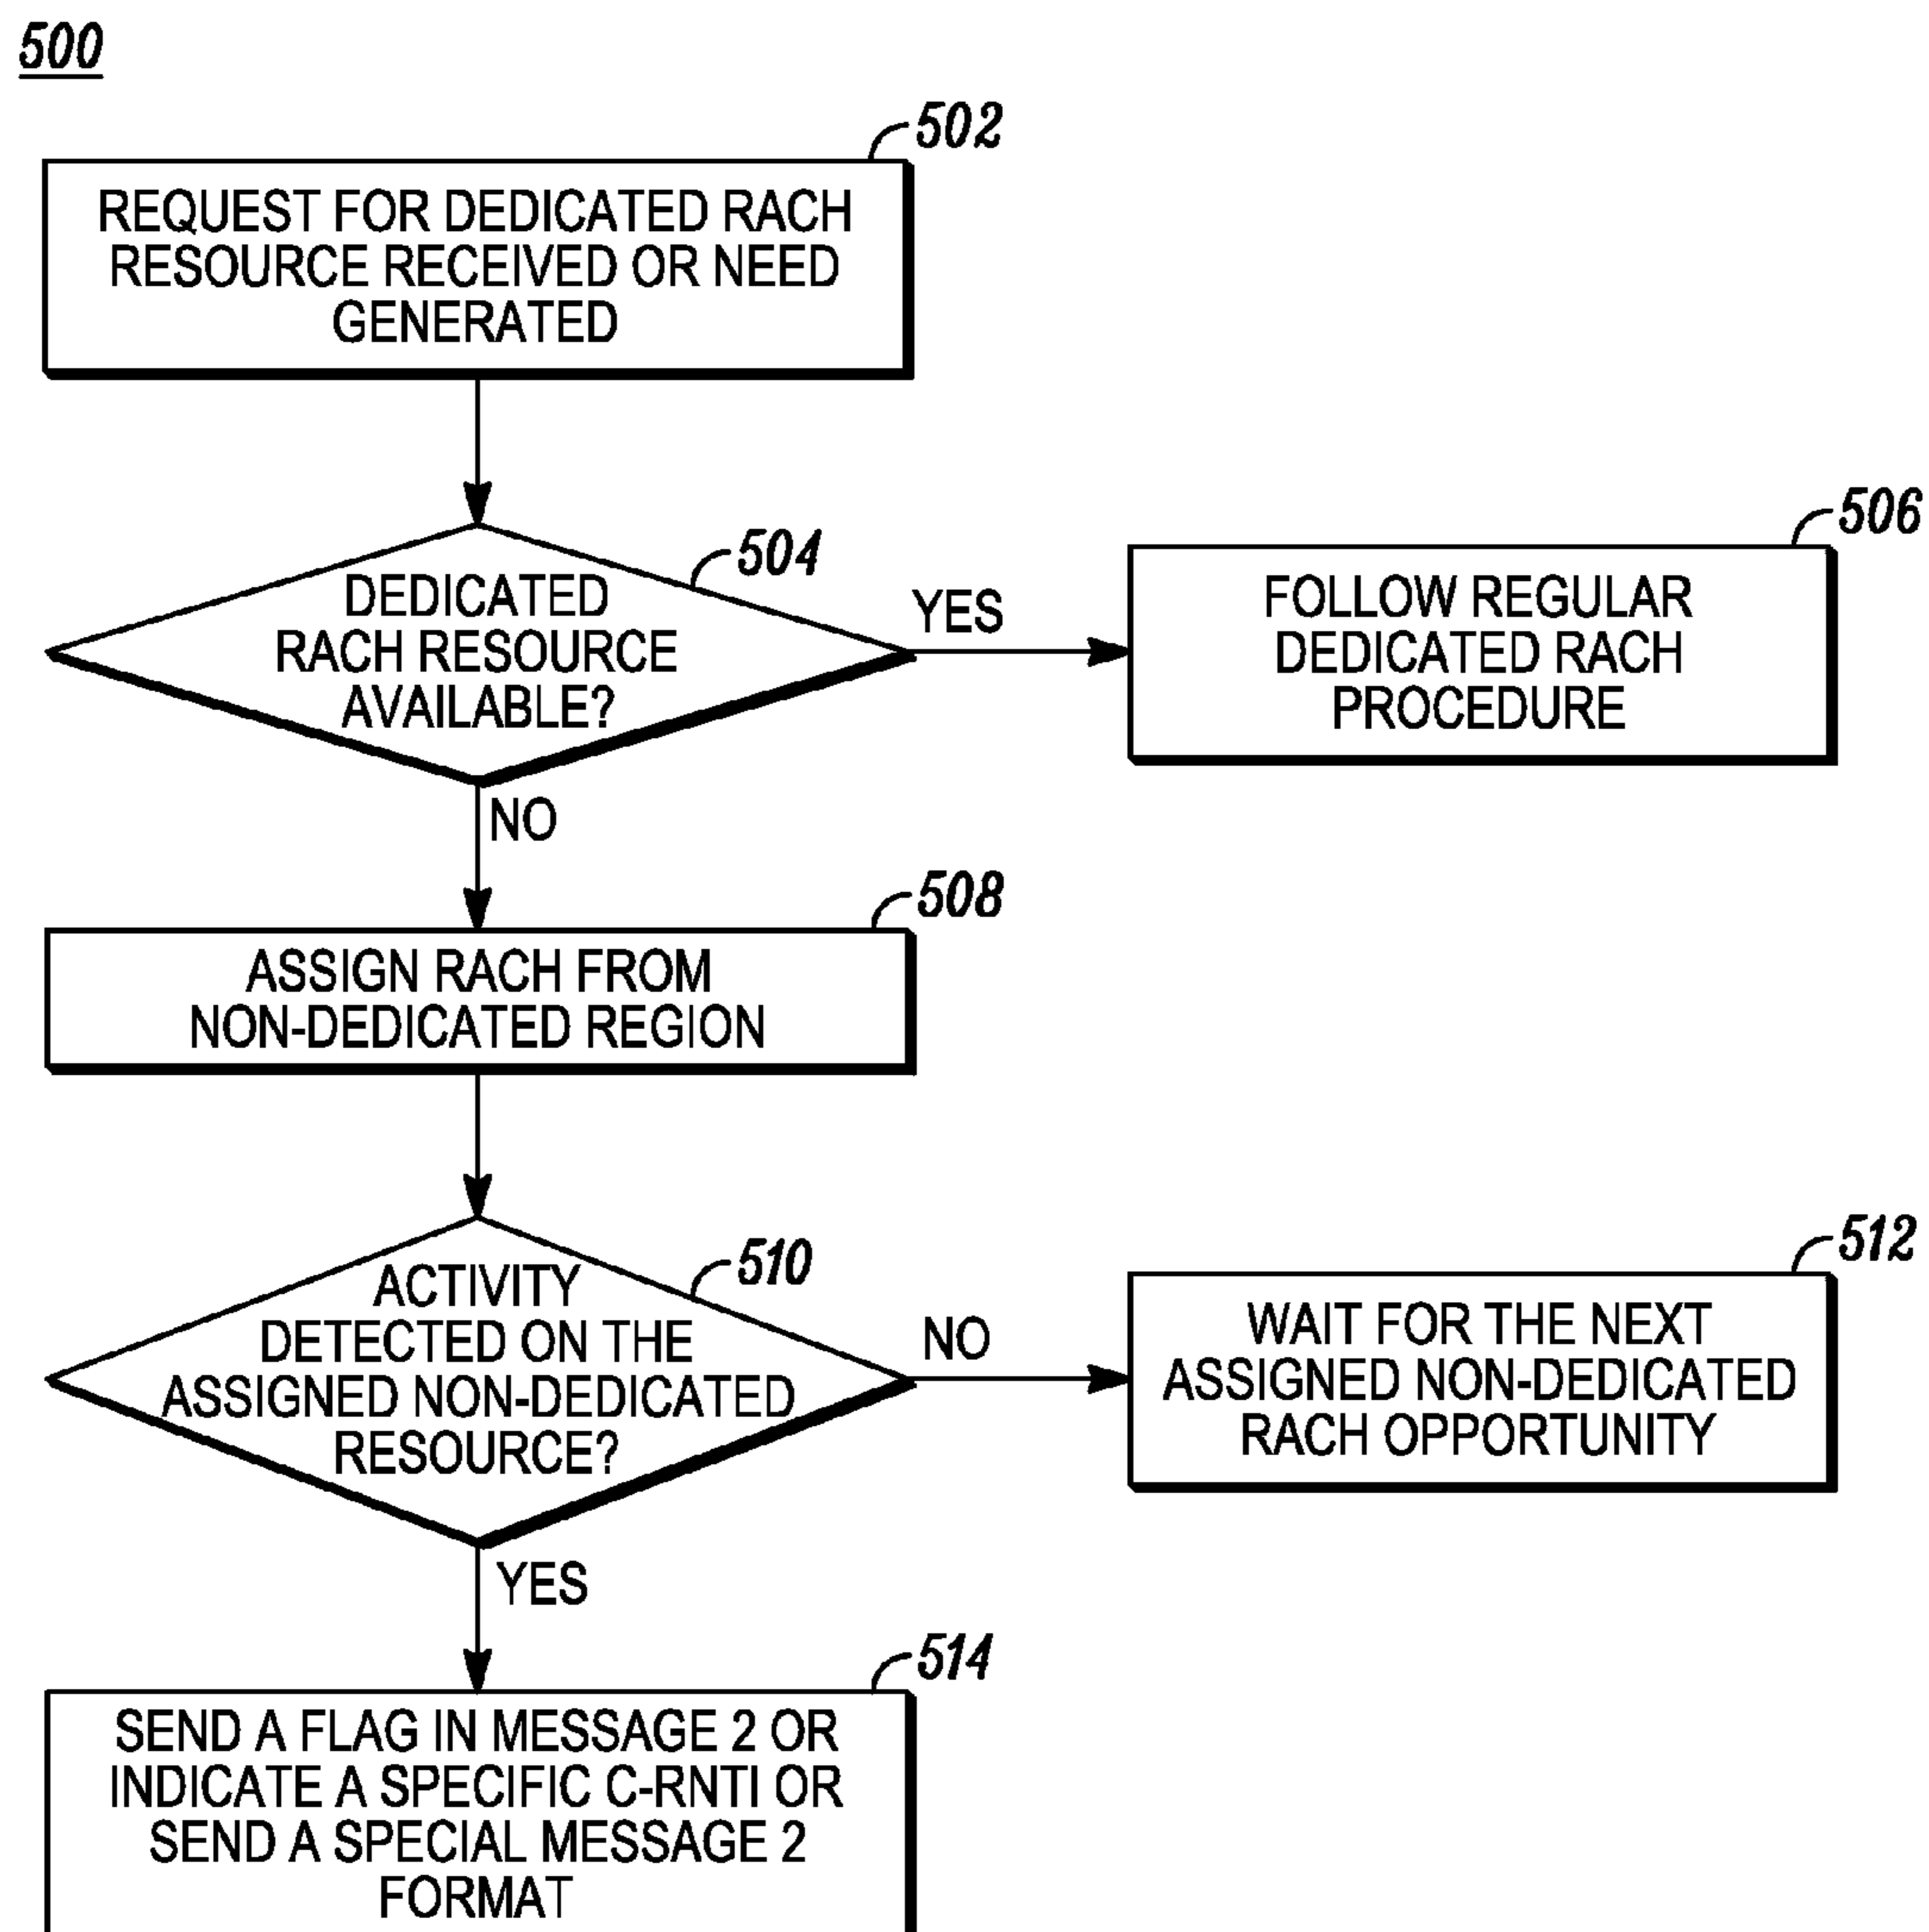 500
502
REQUEST FOR DEDICATED RACH
RESOURCE RECEIVED OR NEED
GENERATED
504
DEDICATED
RACH RESOURCE
AVAILABLE?
YES
506
FOLLOW REGULAR
DEDICATED RACH
PROCEDURE
NO
508
ASSIGN RACH FROM
NON-DEDICATED REGION
510
ACTIVITY
DETECTED ON THE
ASSIGNED NON-DEDICATED
RESOURCE?
NO
512
WAIT FOR THE NEXT
ASSIGNED NON-DEDICATED
RACH OPPORTUNITY
YES
514
SEND A FLAG IN MESSAGE 2 OR
INDICATE A SPECIFIC C-RNTI OR
SEND A SPECIAL MESSAGE 2
FORMAT